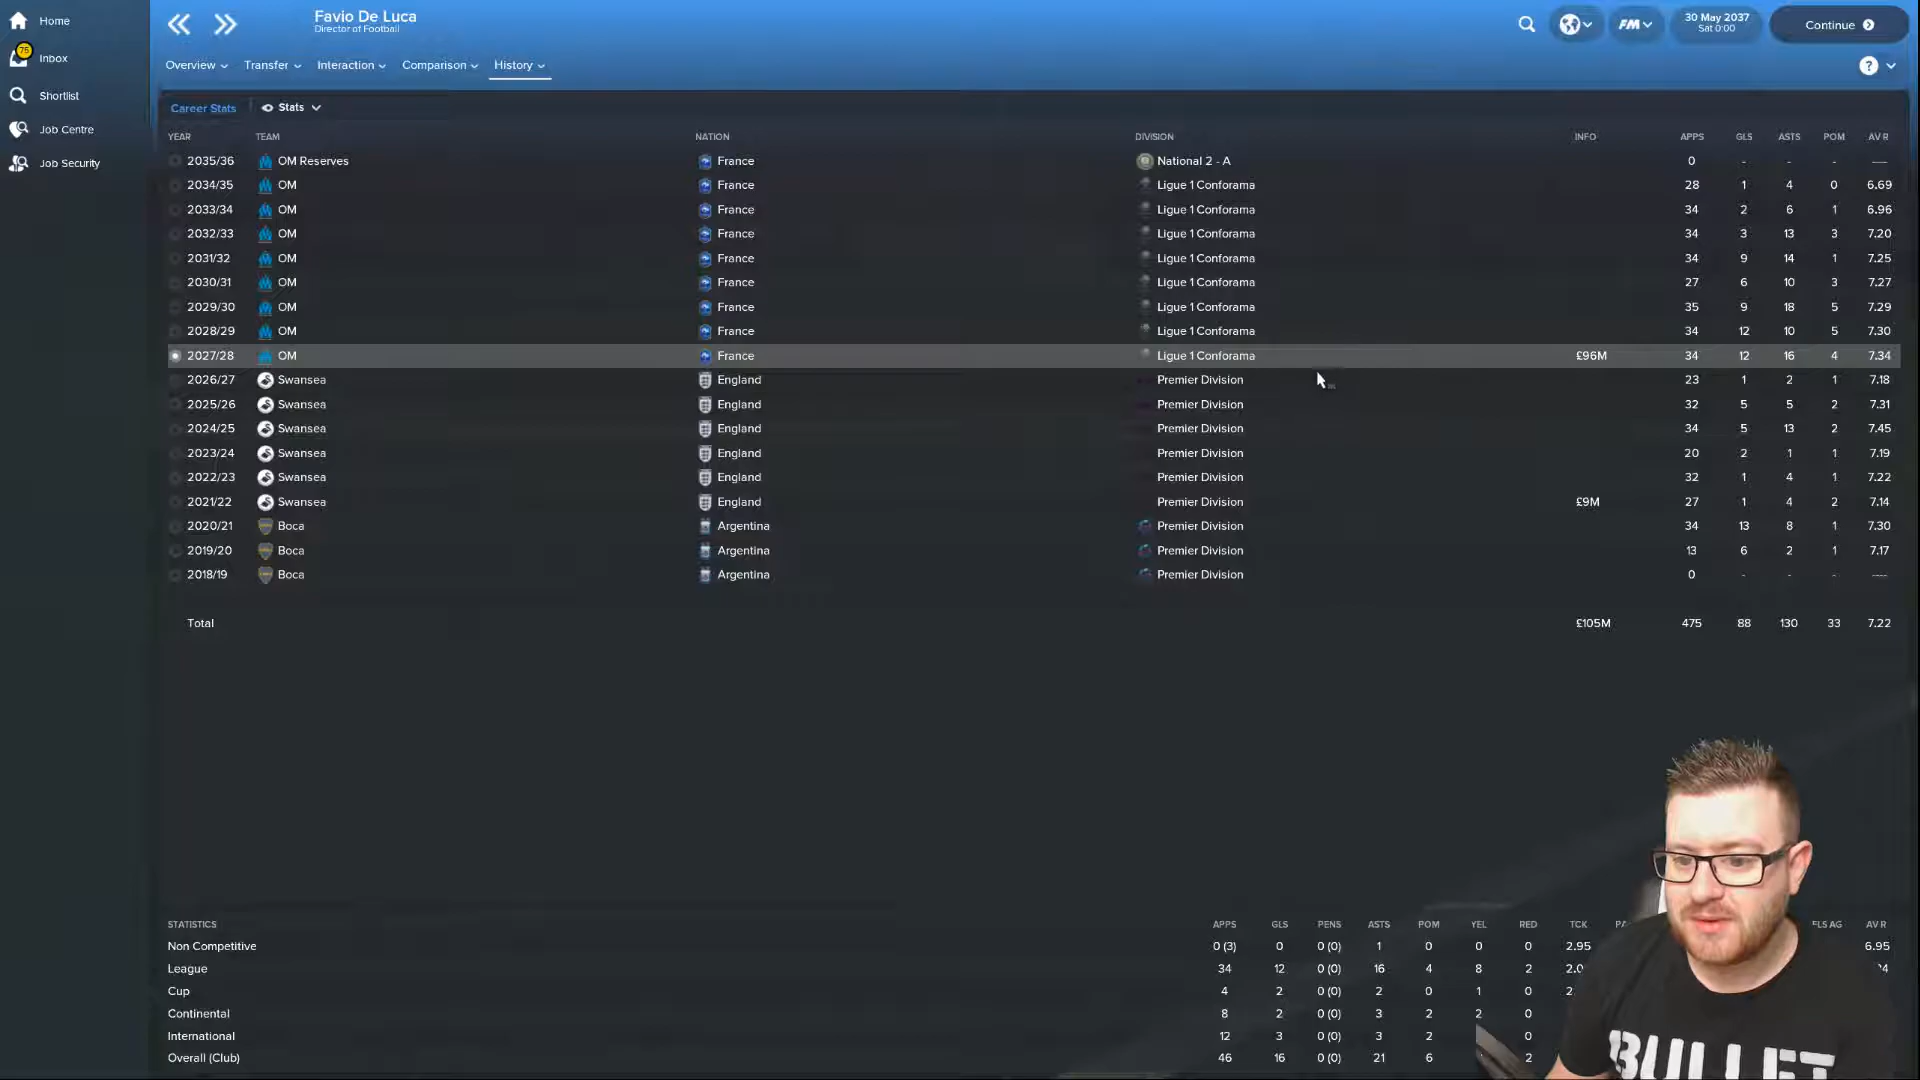 Home
Inbox
75
Shortlist
Job Centre
Job Security
Favio De Luca
Director of Football
FM
30 May 2037
Sat 0:00
Continue
Overview Transfer Interaction Comparison History
?
Career Stats Stats
YEAR TEAM NATION DIVISION INFO APPS GLS ASTS POM AV R
2035/36 OM Reserves France National 2 - A 0 - - - ---
2034/35 OM France Ligue 1 Conforama 28 1 4 0 6.69
2033/34 OM France Ligue 1 Conforama 34 2 6 1 6.96
2032/33 OM France Ligue 1 Conforama 34 3 13 3 7.20
2031/32 OM France Ligue 1 Conforama 34 9 14 1 7.25
2030/31 OM France Ligue 1 Conforama 27 6 10 3 7.27
2029/30 OM France Ligue 1 Conforama 35 9 18 5 7.29
2028/29 OM France Ligue 1 Conforama 34 12 10 5 7.30
2027/28 OM France Ligue 1 Conforama £96M 34 12 16 4 7.34
2026/27 Swansea England Premier Division 23 1 2 1 7.18
2025/26 Swansea England Premier Division 32 5 5 2 7.31
2024/25 Swansea England Premier Division 34 5 13 2 7.45
2023/24 Swansea England Premier Division 20 2 1 1 7.19
2022/23 Swansea England Premier Division 32 1 4 1 7.22
2021/22 Swansea England Premier Division £9M 27 1 4 2 7.14
2020/21 Boca Argentina Premier Division 34 13 8 1 7.30
2019/20 Boca Argentina Premier Division 13 6 2 1 7.17
2018/19 Boca Argentina Premier Division 0 - - - ---
Total £105M 475 88 130 33 7.22
STATISTICS APPS GLS PENS ASTS POM YEL RED TCK LS AG AV R
Non Competitive 0 (3) 0 0 (0) 1 0 0 0 2.95 6.95
League 34 12 0 (0) 16 4 8 2 2.0
Cup 4 2 0 (0) 2 0 1 0 2
Continental 8 2 0 (0) 3 2 2 0
International 12 3 0 (0) 3 2 0
Overall (Club) 46 16 0 (0) 21 6 2
BULLET